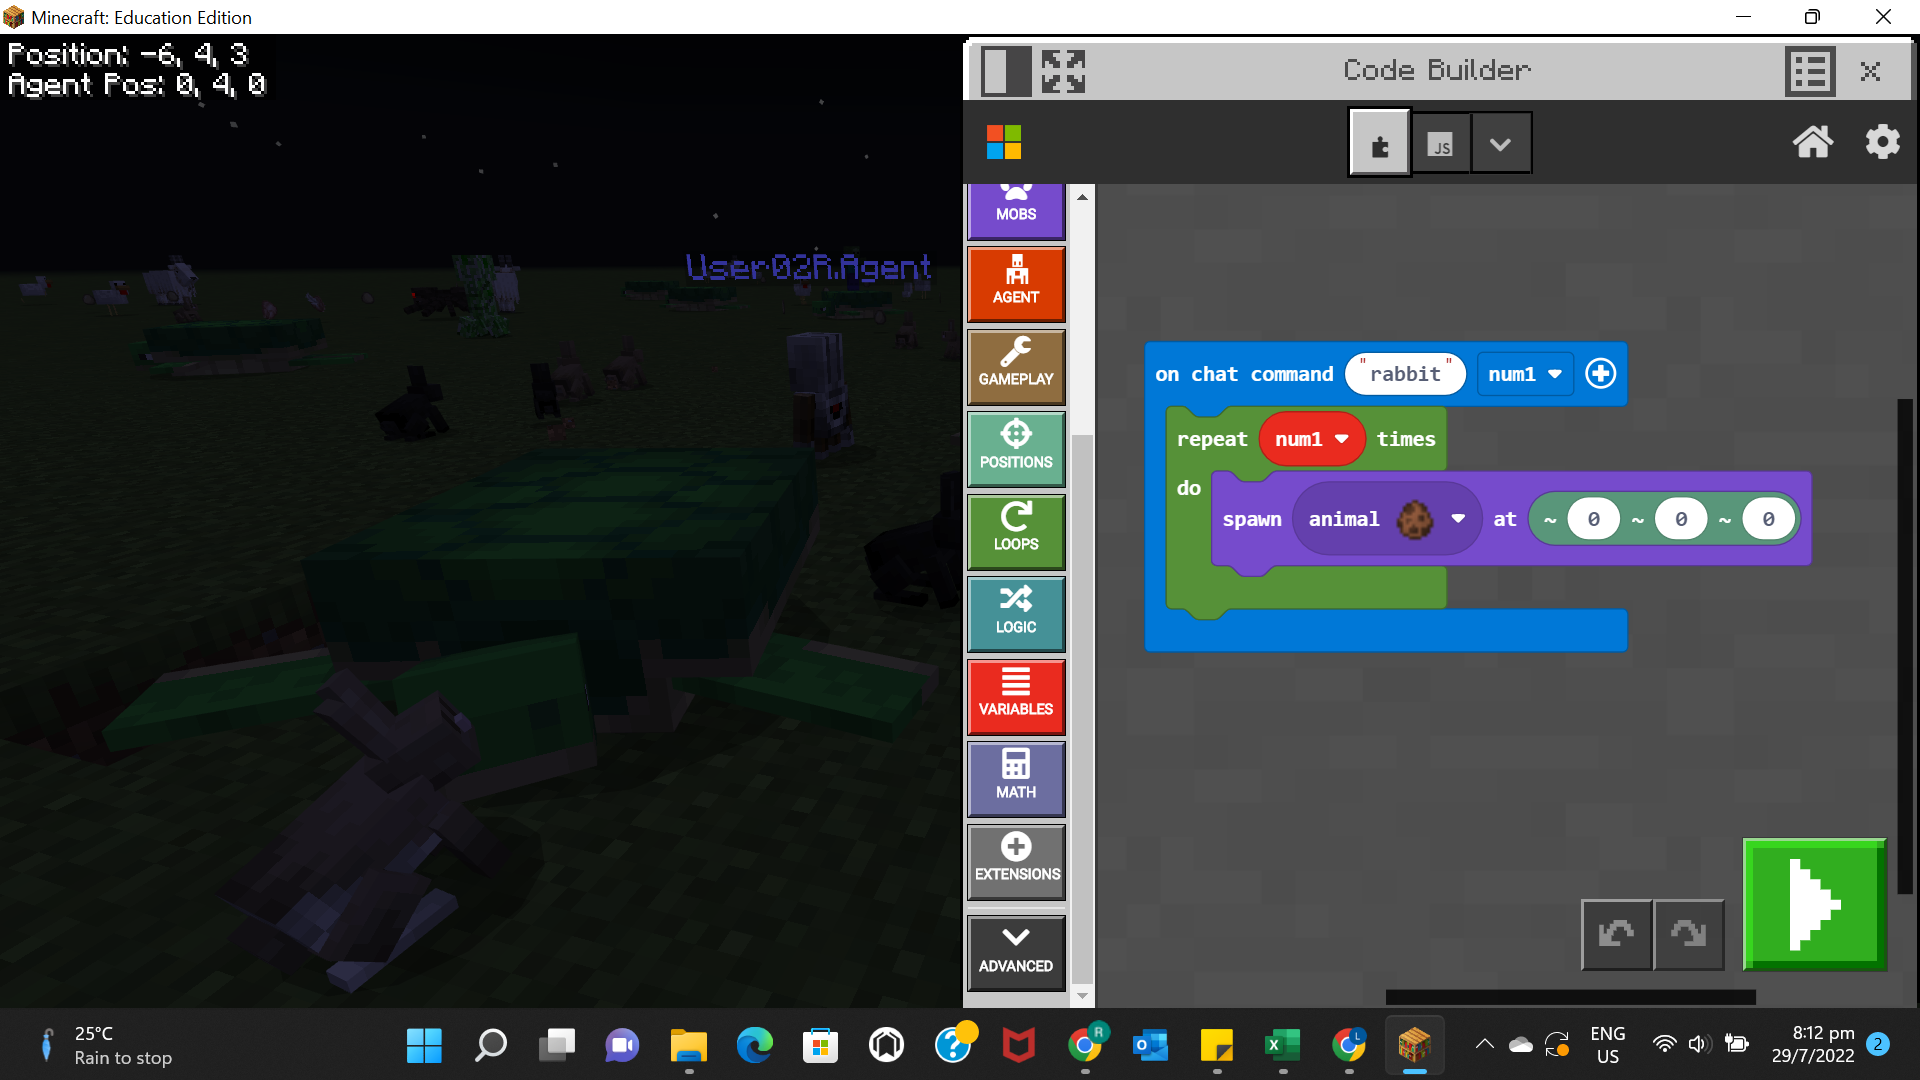 Minecraft: Education Edition
Position: -6, 4, 3
Agent Pos: 0, 4, 0
User02R.Agent
Code Builder
JS
MOBS
AGENT
GAMEPLAY
POSITIONS
LOOPS
LOGIC
VARIABLES
MATH
EXTENSIONS
ADVANCED
on chat command "rabbit" num1
repeat num1 times
do
spawn animal at ~ 0 ~ 0 ~ 0
25°C
Rain to stop
R
L
ENG
US
8:12 pm
29/7/2022
2